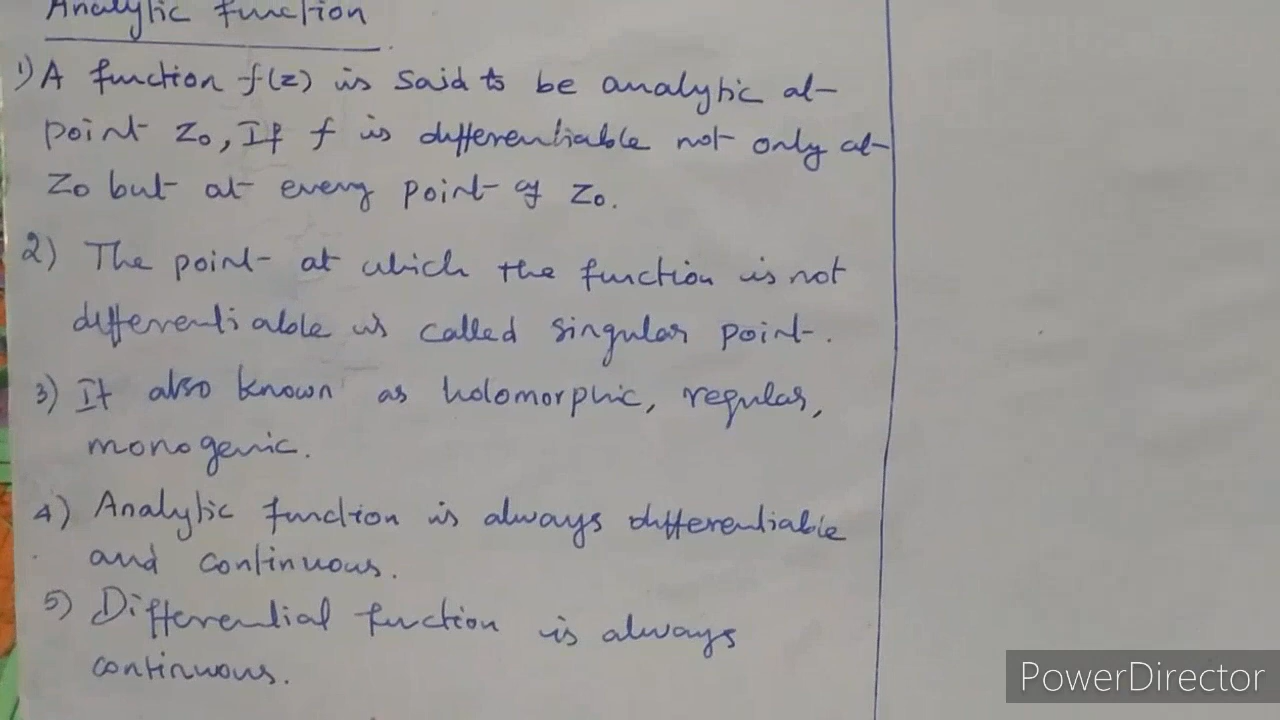 Analytic function
1) A function f(z) is said to be analytic at
point z₀, If f is differentiable not only at
z₀ but at every point of z₀.
2) The point at which the function is not
differentiable is called singular point.
3) It also known as holomorphic, regular,
monogenic.
4) Analytic function is always differentiable
and continuous.
5) Differential function is always
continuous.
PowerDirector